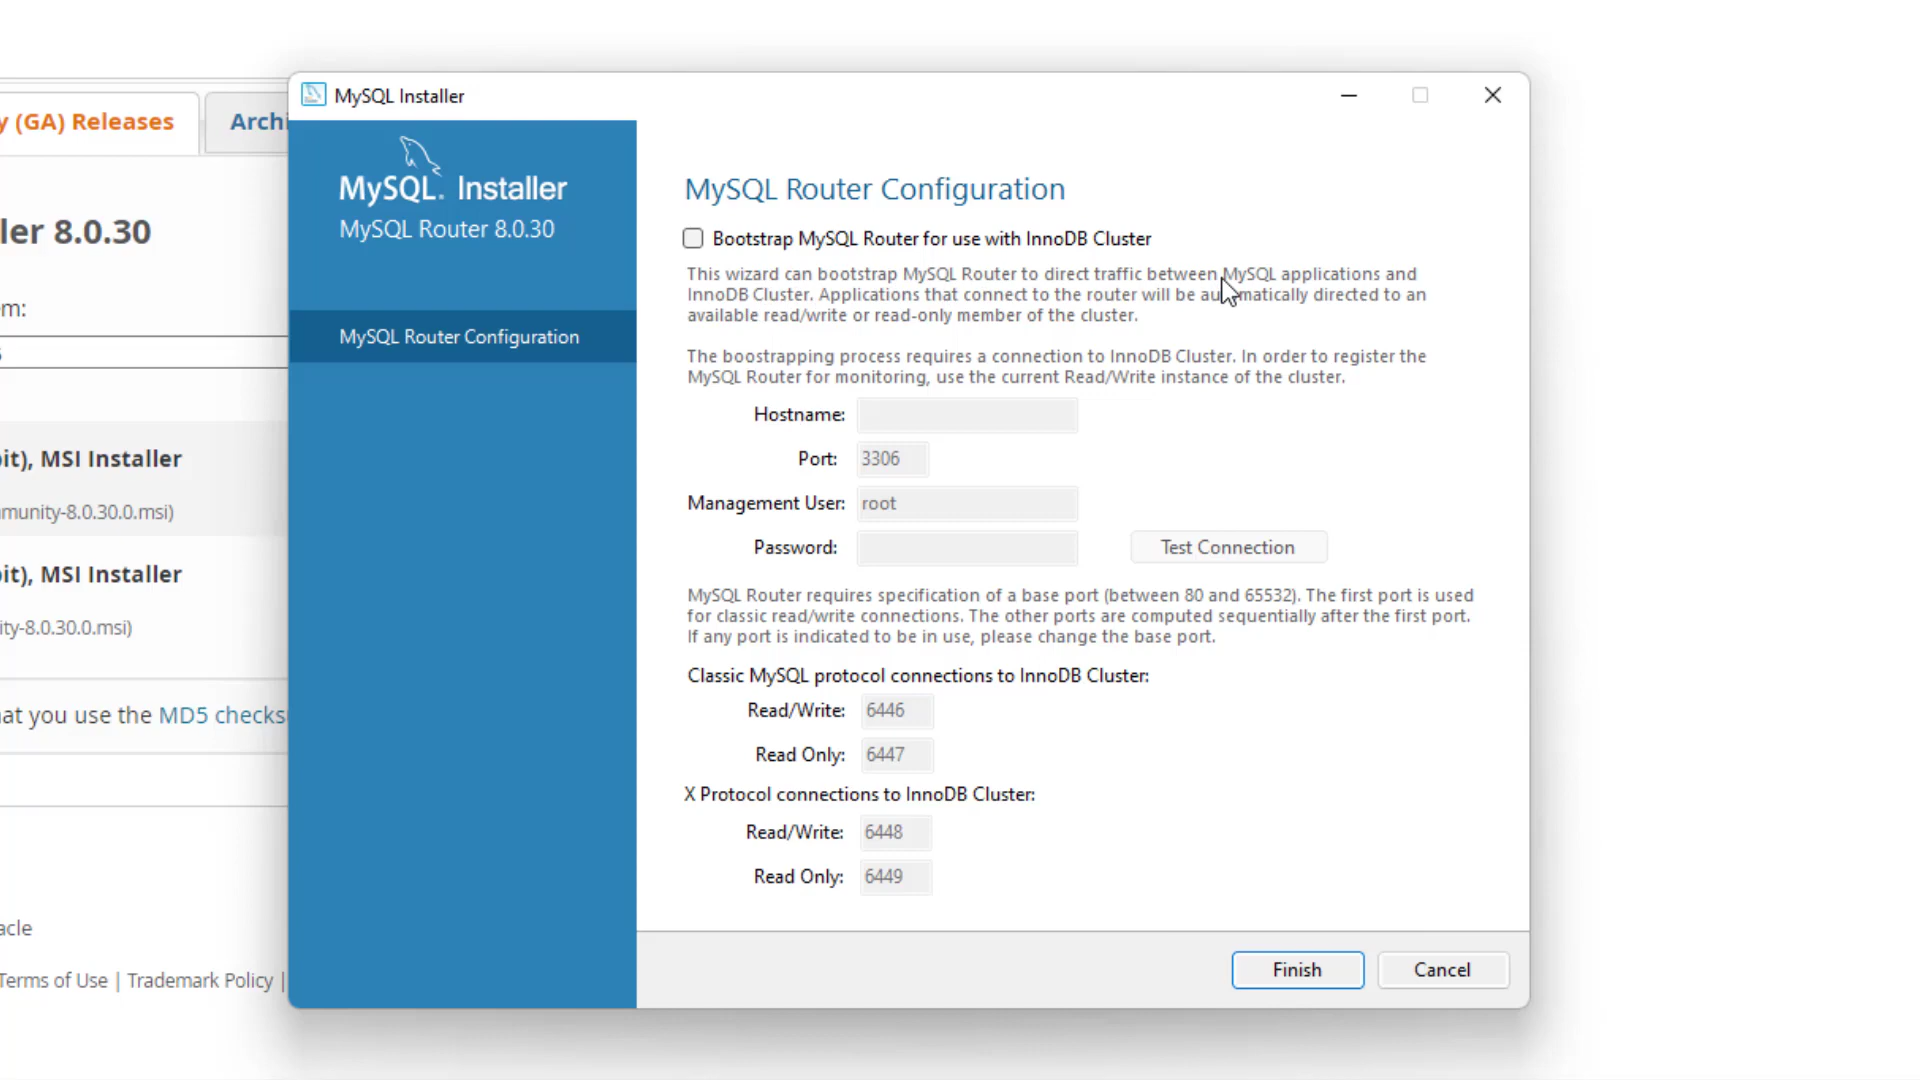 MySQL Installer
y (GA) Releases
Archi
MySQL. Installer
MySQL Router 8.0.30
MySQL Router Configuration
ler 8.0.30
em:
it), MSI Installer
munity-8.0.30.0.msi)
it), MSI Installer
ity-8.0.30.0.msi)
at you use the MD5 checks
acle
Terms of Use | Trademark Policy |
MySQL Router Configuration
Bootstrap MySQL Router for use with InnoDB Cluster
This wizard can bootstrap MySQL Router to direct traffic between MySQL applications and
InnoDB Cluster. Applications that connect to the router will be automatically directed to an
available read/write or read-only member of the cluster.
The boostrapping process requires a connection to InnoDB Cluster. In order to register the
MySQL Router for monitoring, use the current Read/Write instance of the cluster.
Hostname:
Port: 3306
Management User: root
Password:
Test Connection
MySQL Router requires specification of a base port (between 80 and 65532). The first port is used
for classic read/write connections. The other ports are computed sequentially after the first port.
If any port is indicated to be in use, please change the base port.
Classic MySQL protocol connections to InnoDB Cluster:
Read/Write: 6446
Read Only: 6447
X Protocol connections to InnoDB Cluster:
Read/Write: 6448
Read Only: 6449
Finish
Cancel